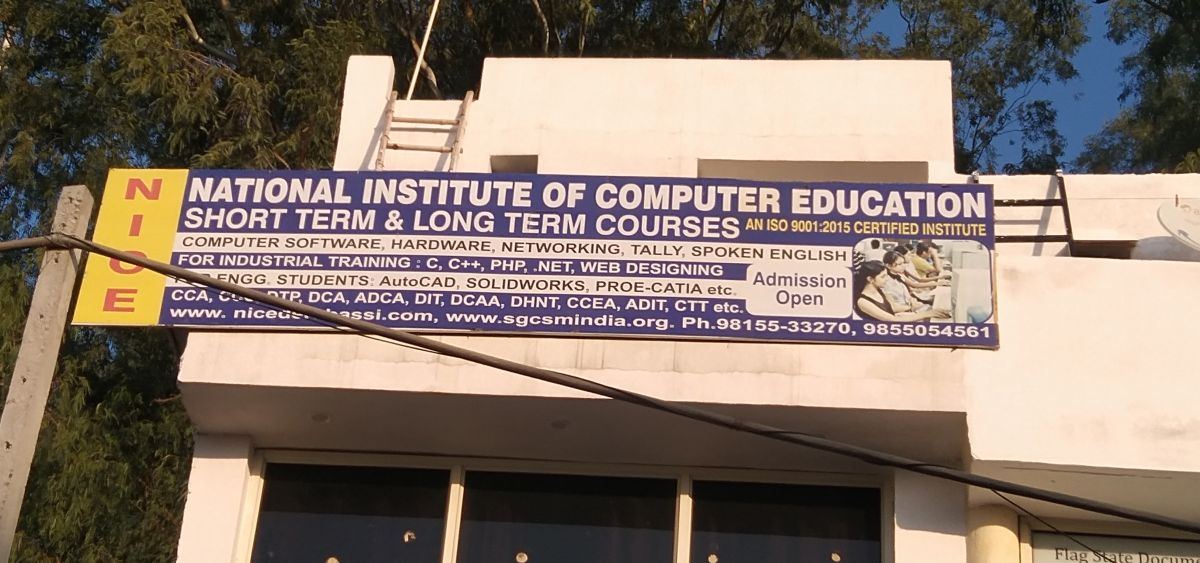 NICE
NATIONAL INSTITUTE OF COMPUTER EDUCATION
SHORT TERM & LONG TERM COURSES AN ISO 9001:2015 CERTIFIED INSTITUTE
COMPUTER SOFTWARE, HARDWARE, NETWORKING, TALLY, SPOKEN ENGLISH
FOR INDUSTRIAL TRAINING : C, C++, PHP, .NET, WEB DESIGNING
ENGG. STUDENTS: AutoCAD, SOLIDWORKS, PROE-CATIA etc.
CCA, DTP, DCA, ADCA, DIT, DCAA, DHNT, CCEA, ADIT, CTT etc.
Admission
Open
www. , www.sgcsmindia.org. Ph.98155-33270, 9855054561
Flag State